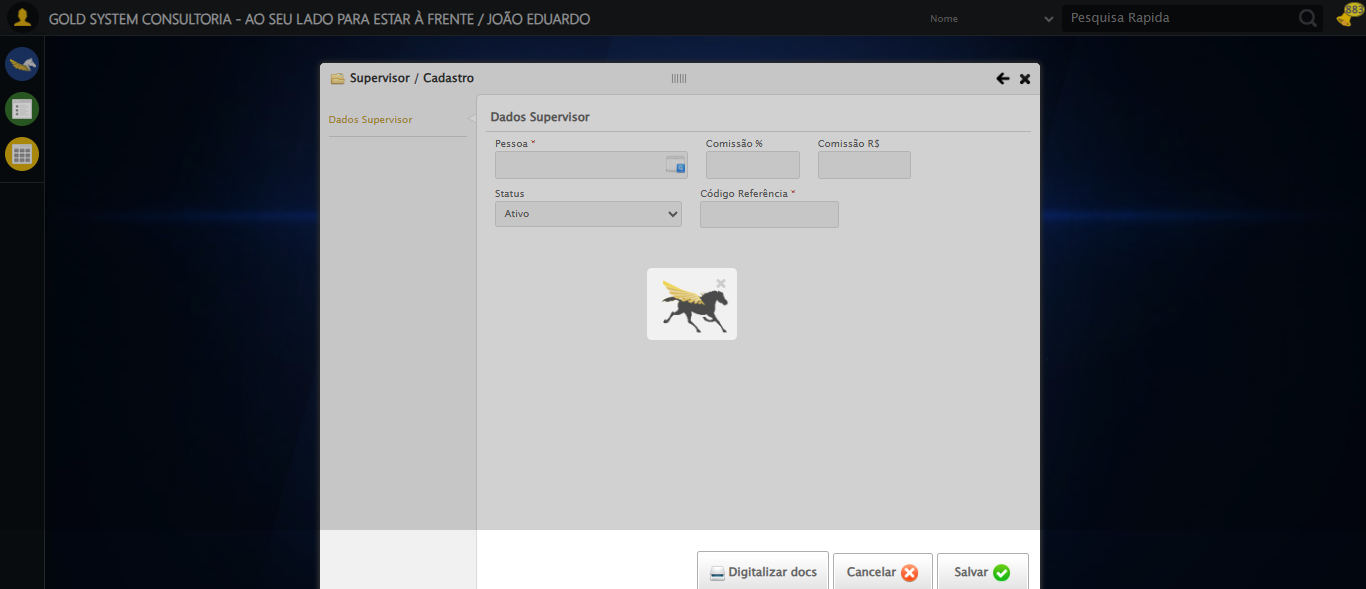 GOLD SYSTEM CONSULTORIA - AO SEU LADO PARA ESTAR À FRENTE / JOÃO EDUARDO
Nome
Pesquisa Rapida
883
Supervisor / Cadastro
Dados Supervisor
Dados Supervisor
Pessoa *
Comissão %
Comissão R$
Status
Código Referência *
Ativo
Digitalizar docs
Cancelar
Salvar